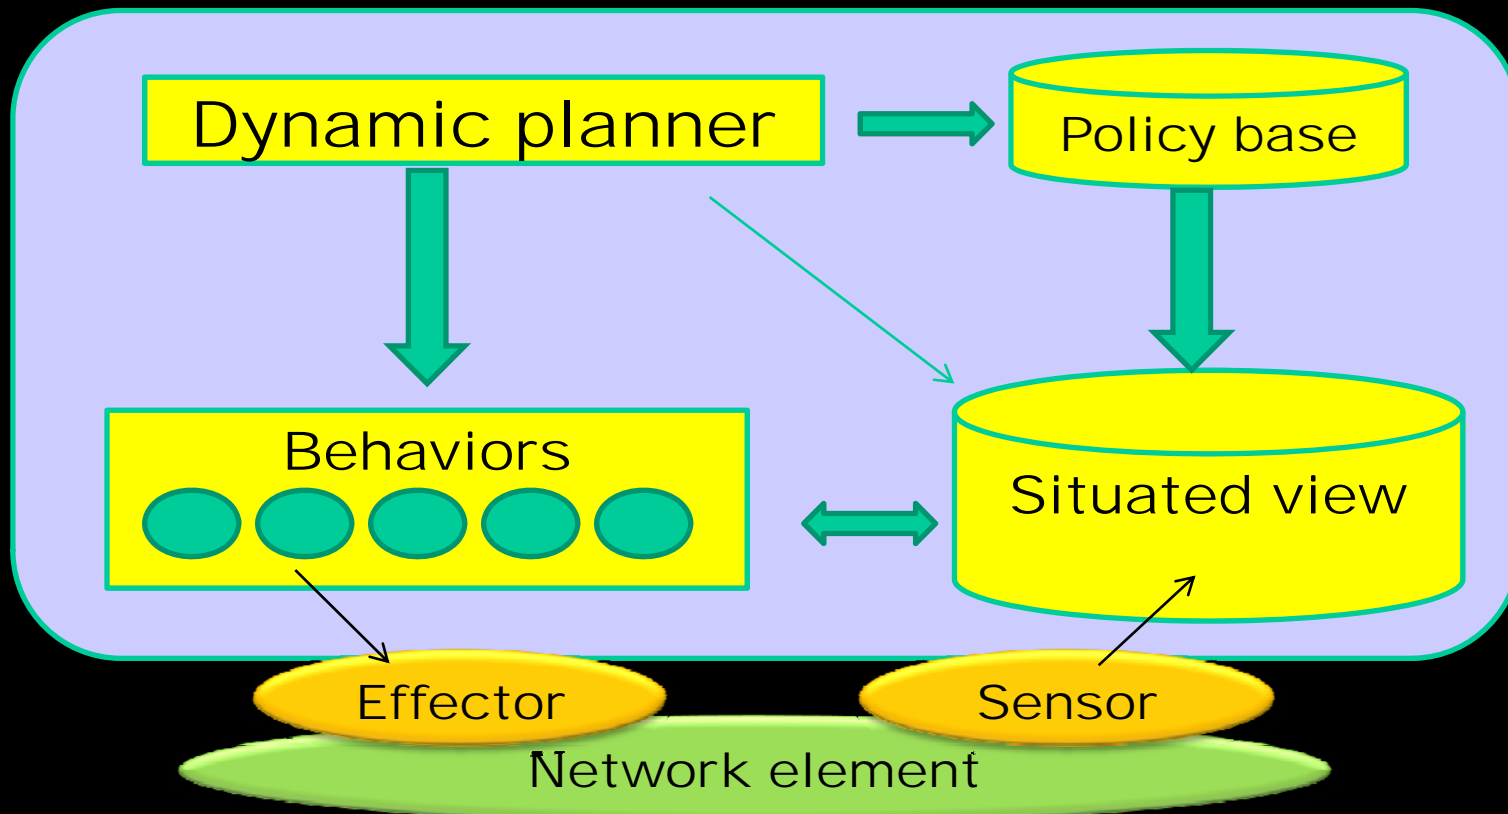 Dynamic planner
Policy base
Behaviors
Situated view
Effector
Sensor
Network element